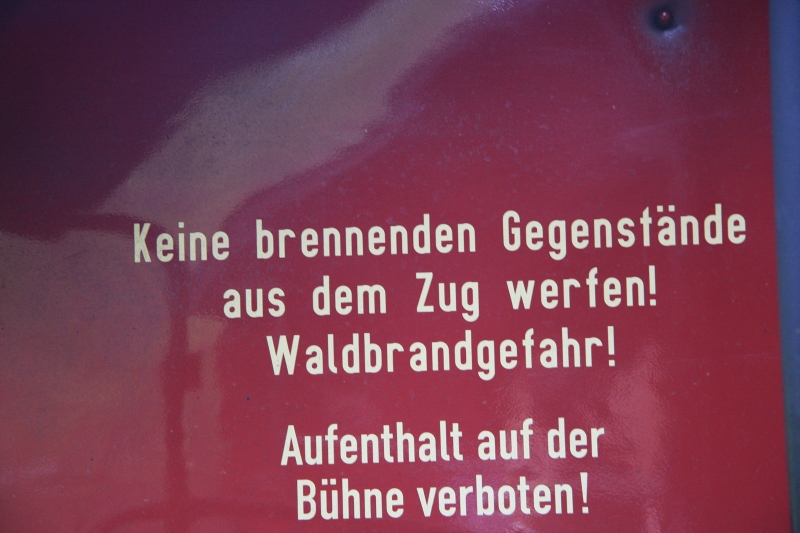 Keine brennenden Gegenstände
aus dem Zug werfen!
Waldbrandgefahr!
Aufenthalt auf der
Bühne verboten!